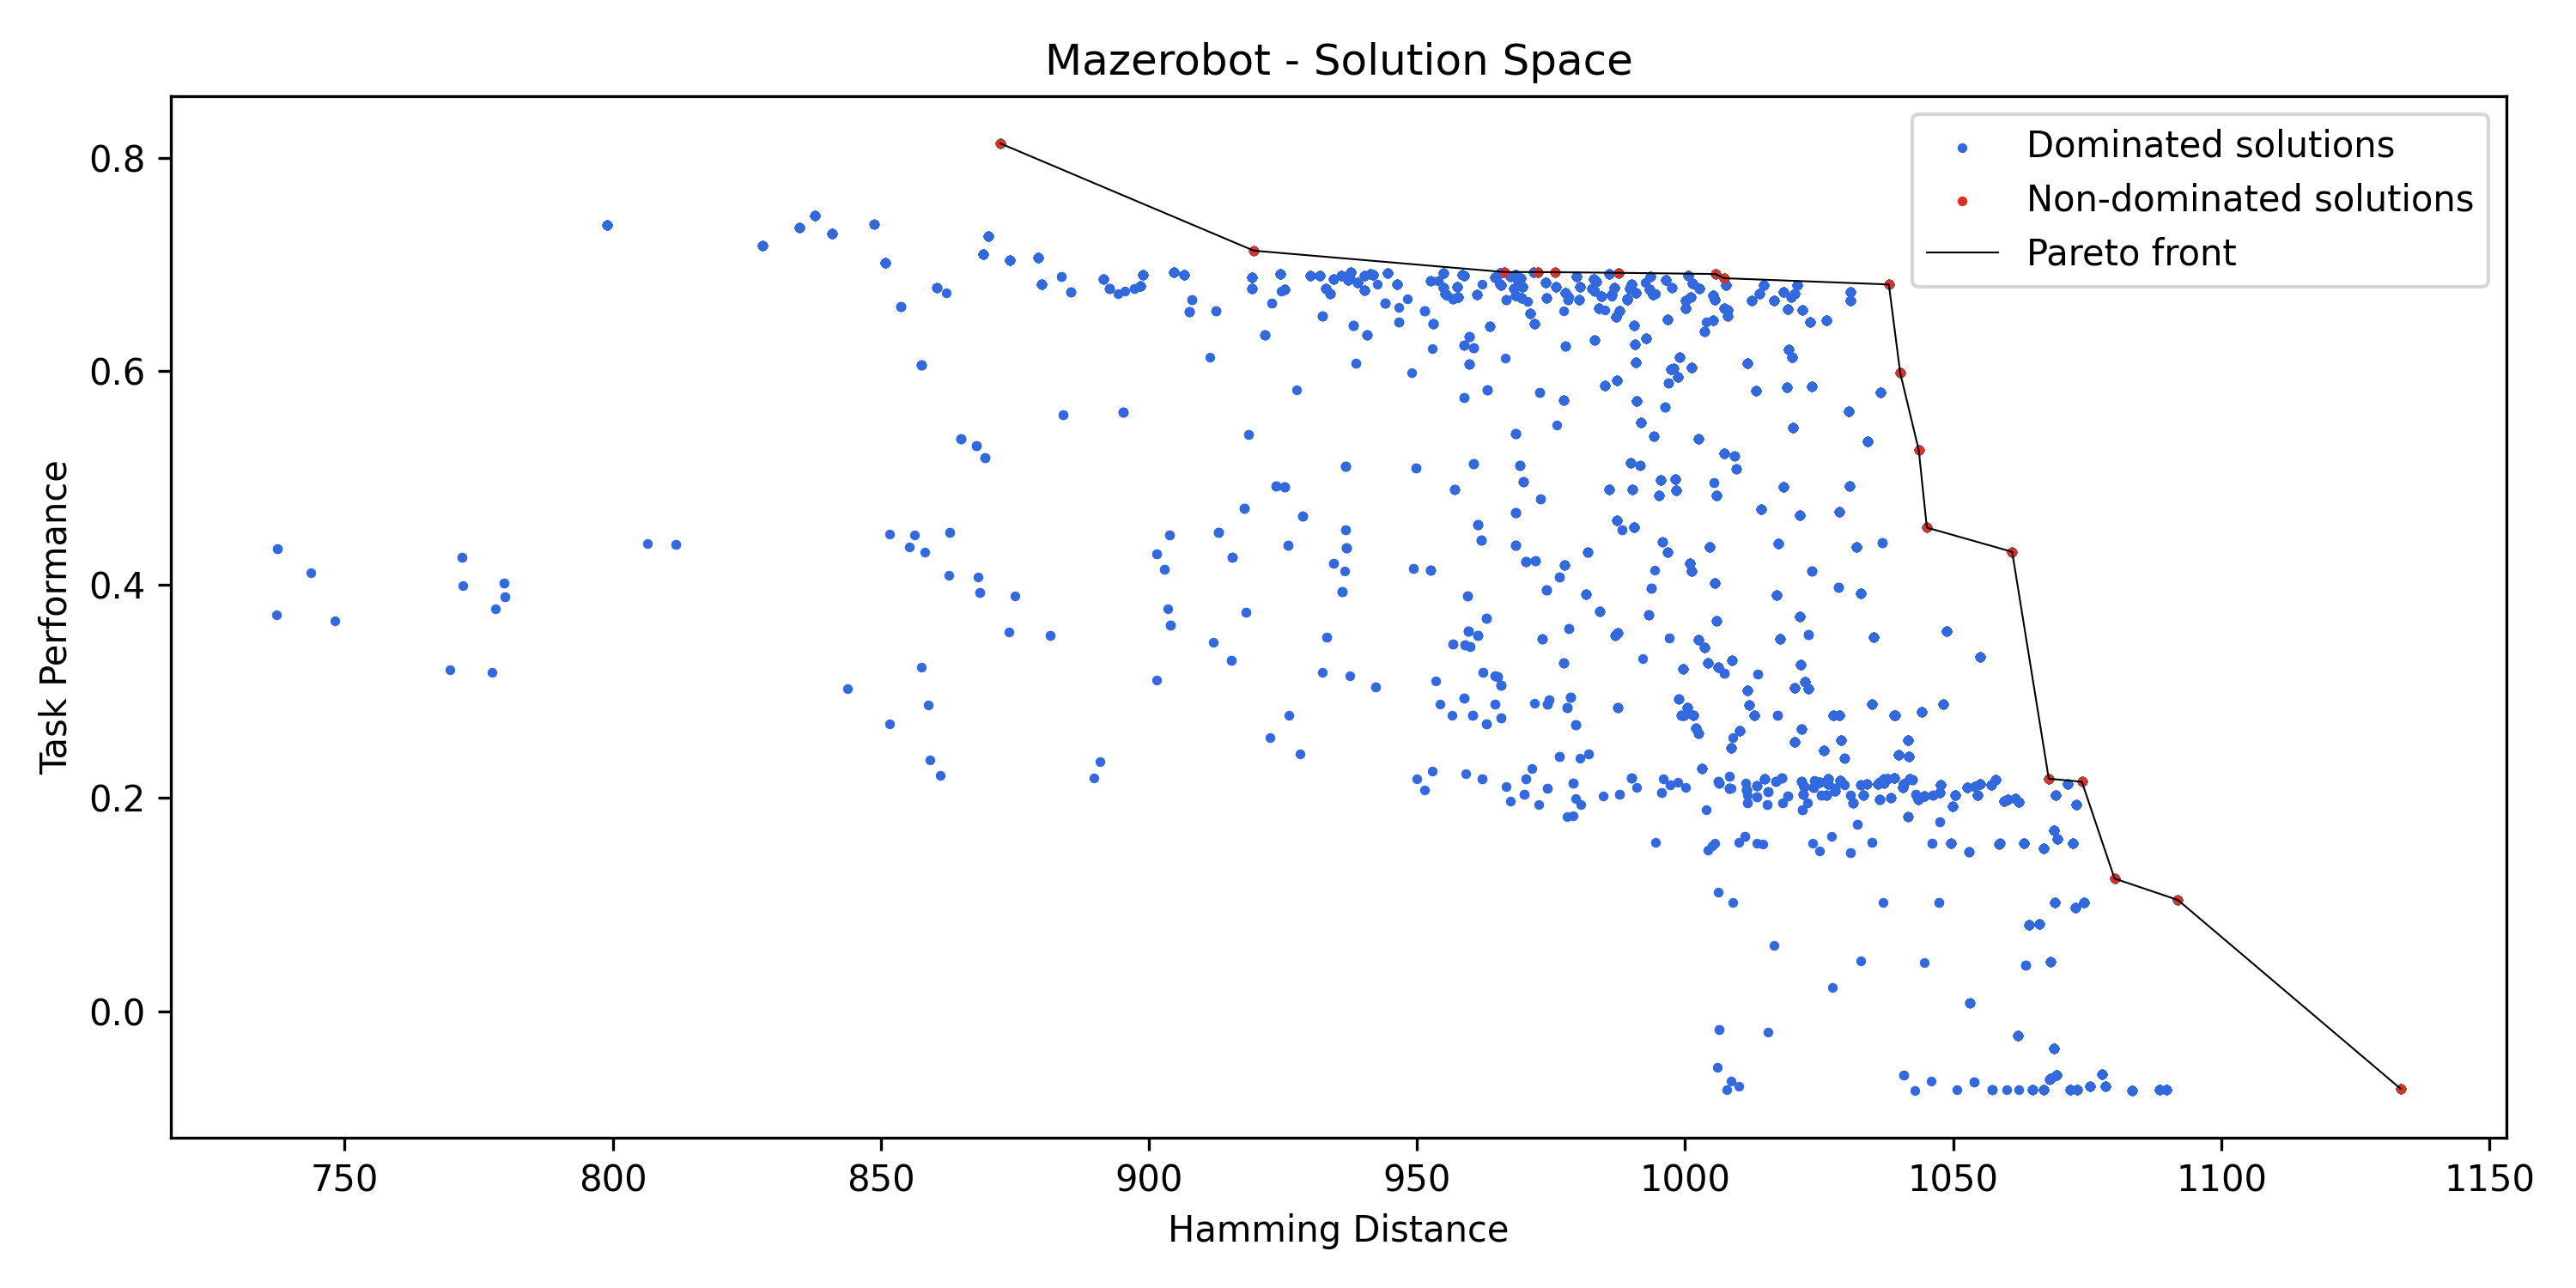 Mazerobot - Solution Space
Dominated solutions
Non-dominated solutions
Pareto front
0.8
0.6
0.4
0.2
0.0
Task Performance
750 800 850 900 950 1000 1050 1100 1150
Hamming Distance